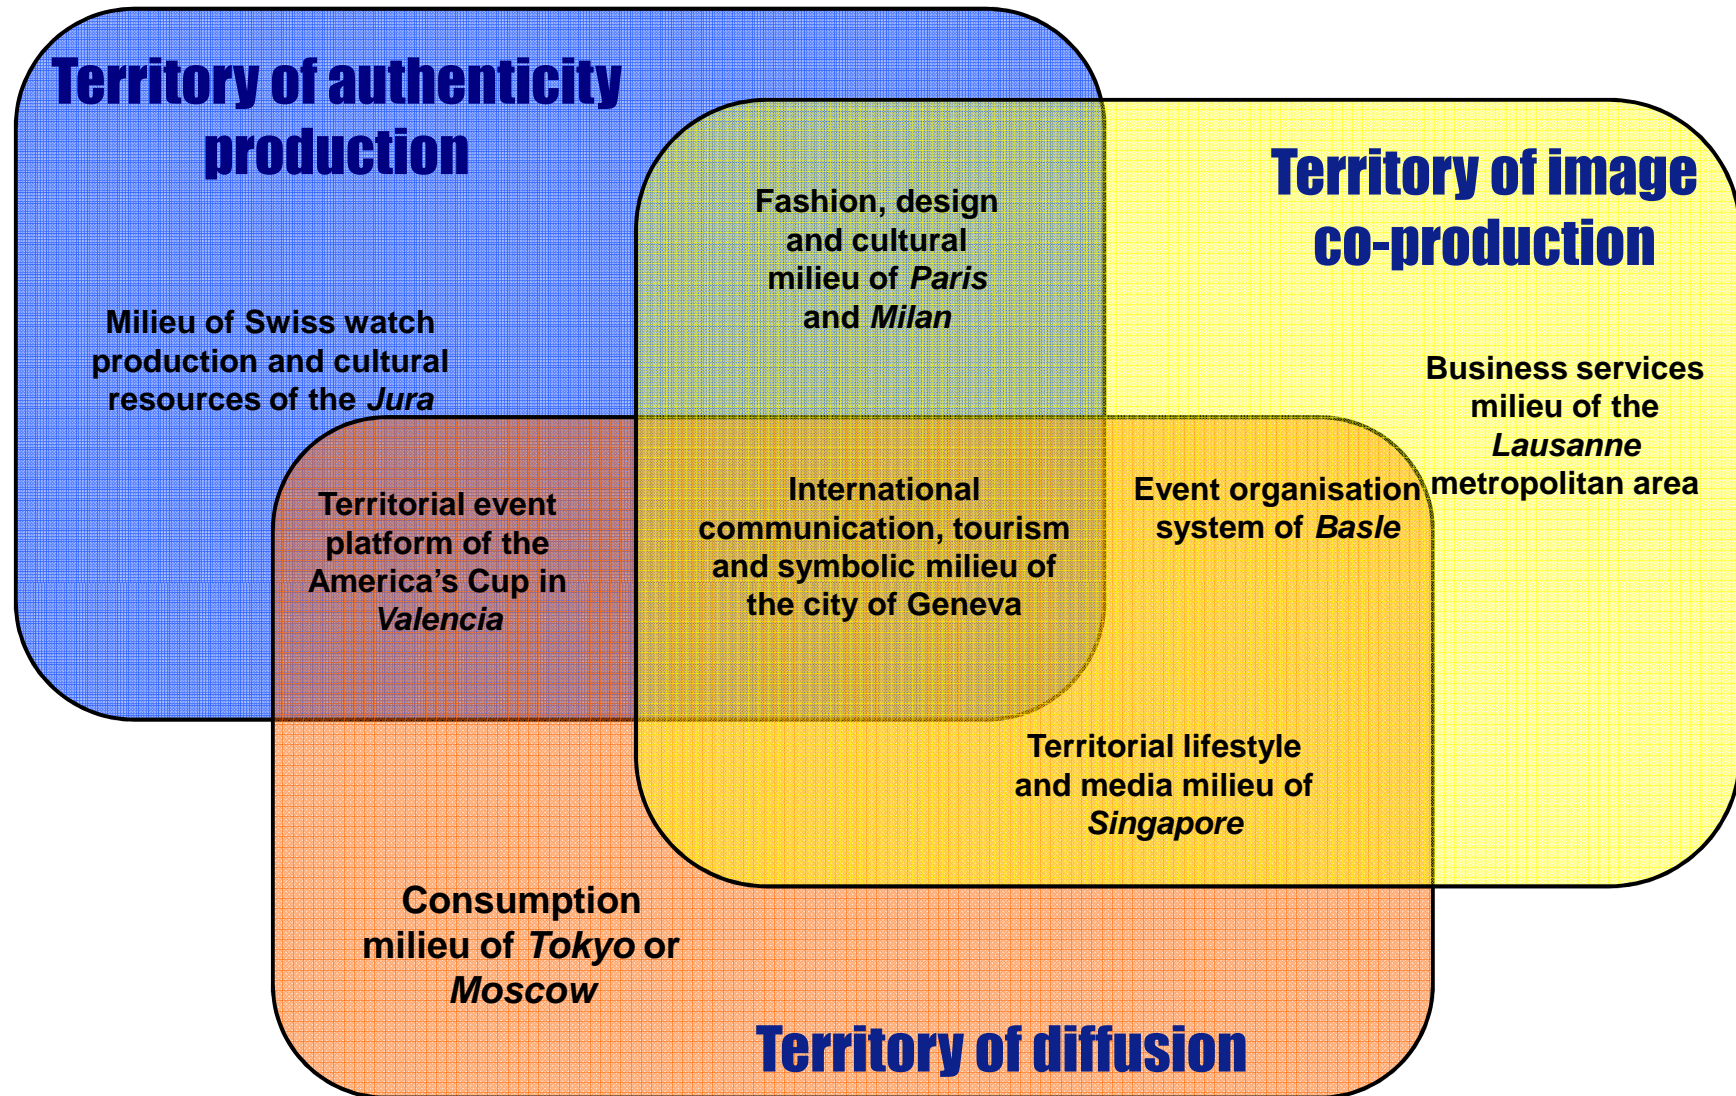 Territory of authenticity
production
Territory of image
co-production
Fashion, design
and cultural
milieu of Paris
and Milan
Milieu of Swiss watch
production and cultural
resources of the Jura
Business services
milieu of the
Lausanne
metropolitan area
Territorial event
platform of the
America’s Cup in
Valencia
International
communication, tourism
and symbolic milieu of
the city of Geneva
Event organisation
system of Basle
Territorial lifestyle
and media milieu of
Singapore
Consumption
milieu of Tokyo or
Moscow
Territory of diffusion